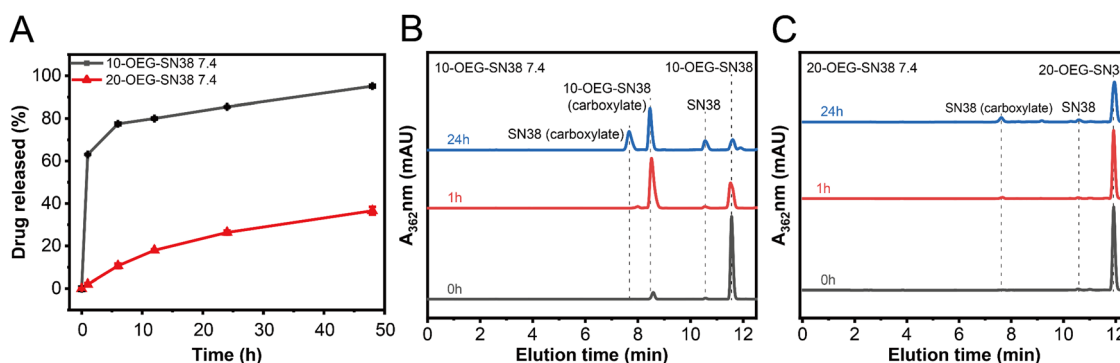 A
10-OEG-SN38 7.4
20-OEG-SN38 7.4
Drug released (%)
100
80
60
40
20
0
0 10 20 30 40 50
Time (h)
B
10-OEG-SN38 7.4
10-OEG-SN38
10-OEG-SN38
(carboxylate)
SN38
SN38 (carboxylate)
24h
1h
0h
A362nm (mAU)
0 2 4 6 8 10 12
Elution time (min)
C
20-OEG-SN38 7.4
20-OEG-SN3
SN38 (carboxylate)
SN38
24h
1h
0h
A362nm (mAU)
0 2 4 6 8 10 12
Elution time (min)